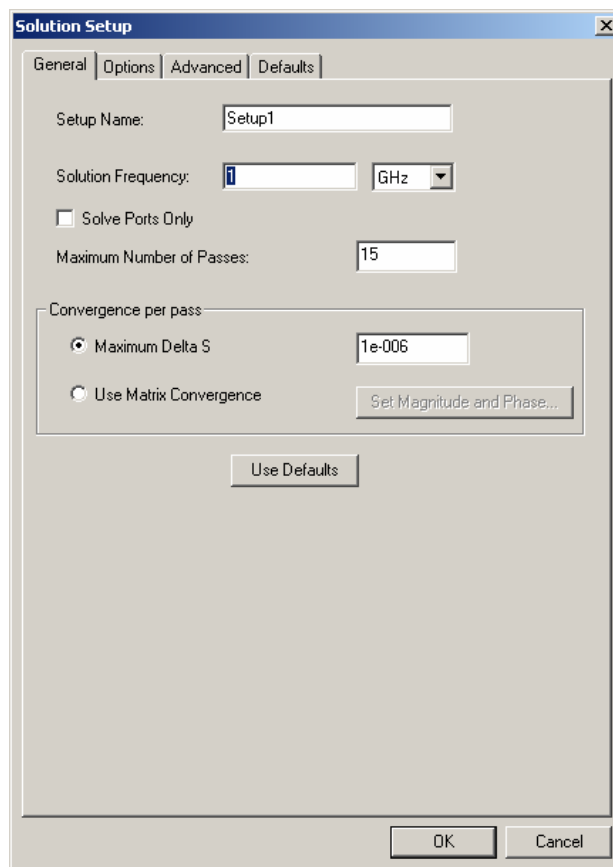 Solution Setup
General Options Advanced Defaults
Setup Name: Setup1
Solution Frequency: 1 GHz
Solve Ports Only
Maximum Number of Passes: 15
Convergence per pass
Maximum Delta S 1e-006
Use Matrix Convergence Set Magnitude and Phase...
Use Defaults
OK Cancel